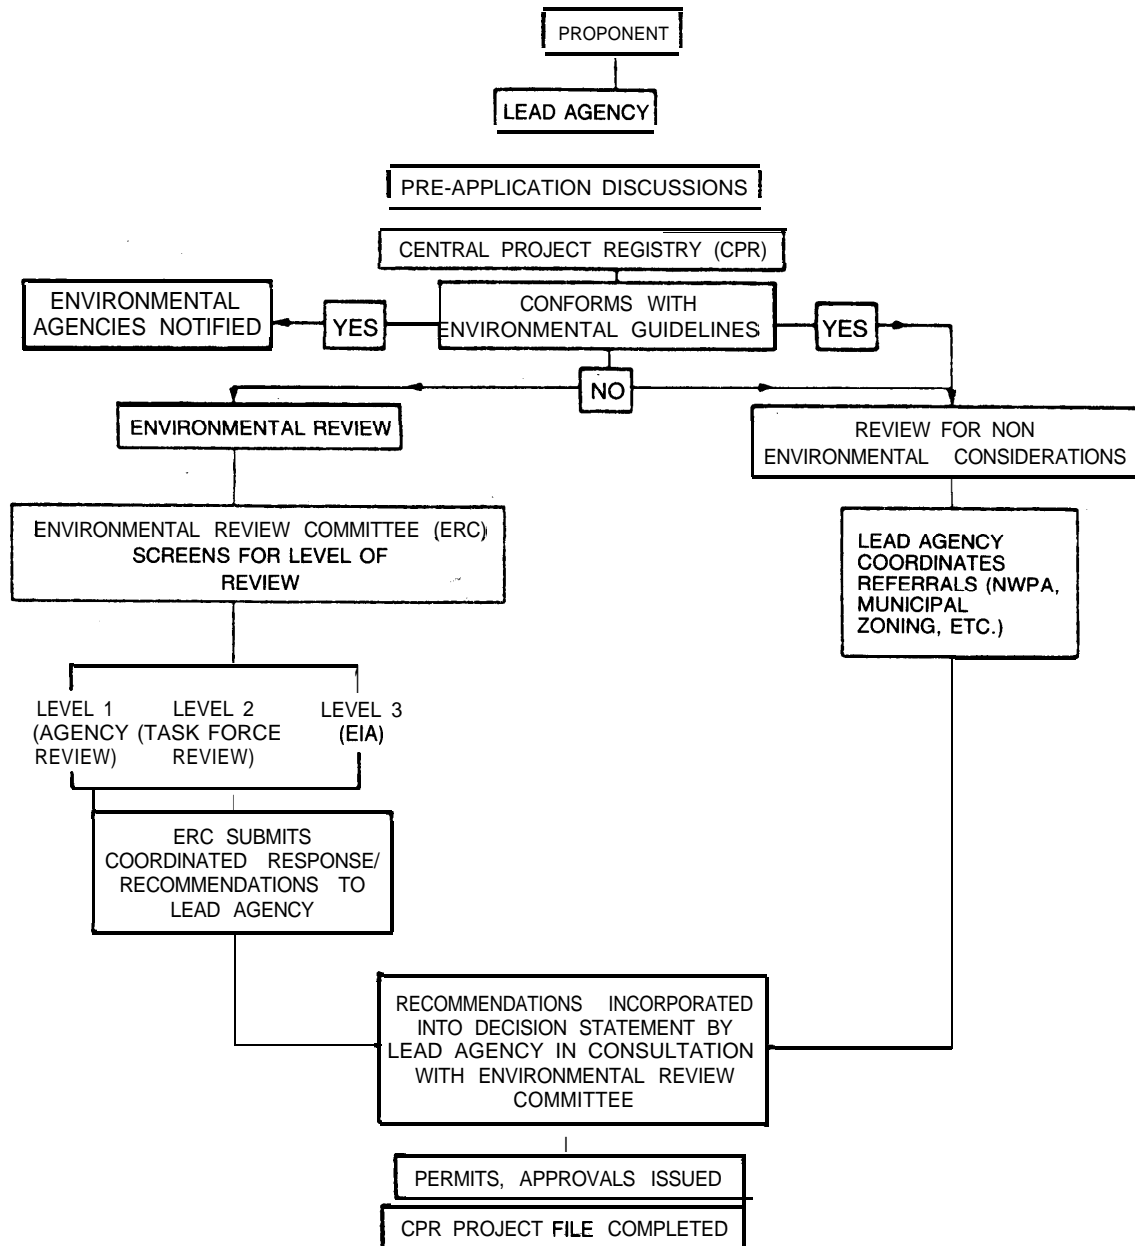 PROPONENT
LEAD AGENCY
PRE-APPLICATION DISCUSSIONS
CENTRAL PROJECT REGISTRY (CPR)
ENVIRONMENTAL
AGENCIES NOTIFIED
YES
CONFORMS WITH
ENVIRONMENTAL GUIDELINES
YES
NO
ENVIRONMENTAL REVIEW
REVIEW FOR NON
ENVIRONMENTAL CONSIDERATIONS
ENVIRONMENTAL REVIEW COMMITTEE (ERC)
SCREENS FOR LEVEL OF
REVIEW
LEAD AGENCY
COORDINATES
REFERRALS (NWPA,
MUNICIPAL
ZONING, ETC.)
LEVEL 1
(AGENCY
REVIEW)
LEVEL 2
(TASK FORCE
REVIEW)
LEVEL 3
(EIA)
ERC SUBMITS
COORDINATED RESPONSE/
RECOMMENDATIONS TO
LEAD AGENCY
RECOMMENDATIONS INCORPORATED
INTO DECISION STATEMENT BY
LEAD AGENCY IN CONSULTATION
WITH ENVIRONMENTAL REVIEW
COMMITTEE
PERMITS, APPROVALS ISSUED
CPR PROJECT FILE COMPLETED